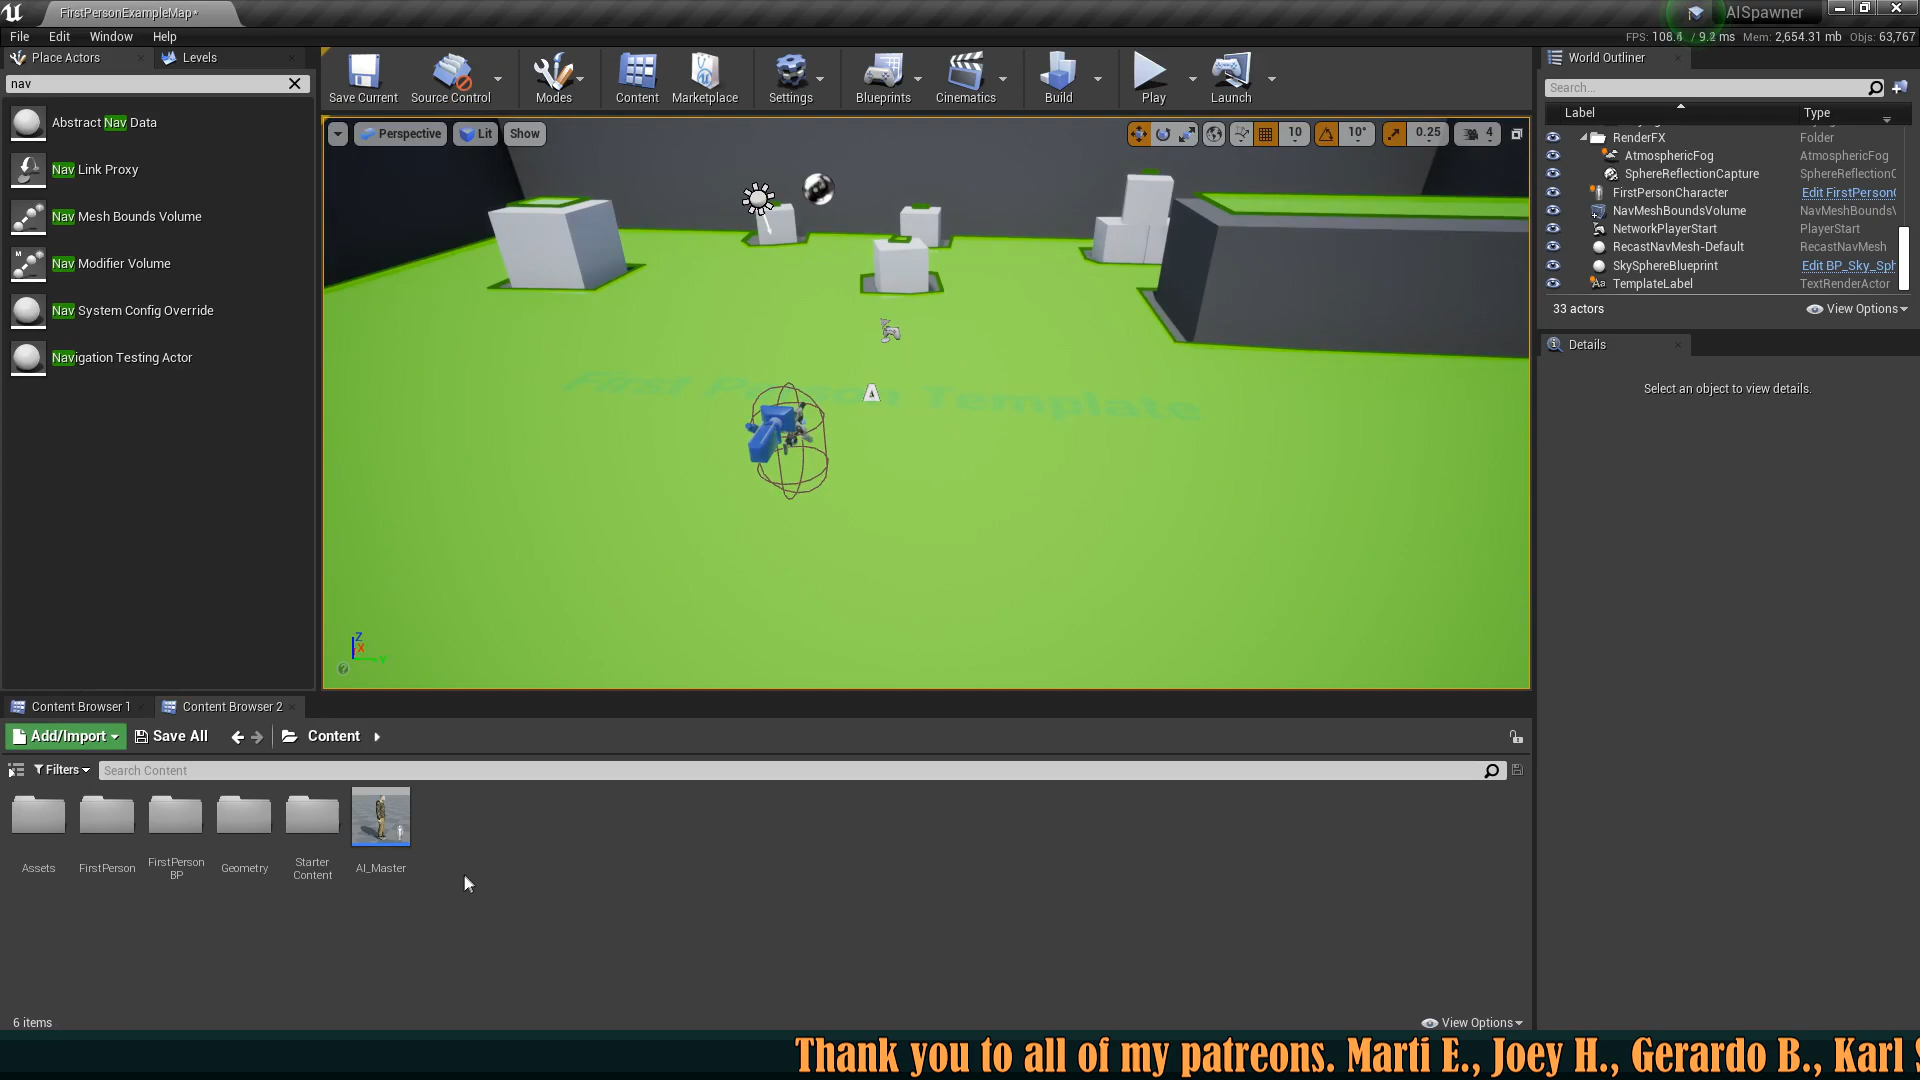 FirstPersonExampleMap*
AISpawner
File Edit Window Help
FPS: 108.4 / 9.2 ms Mem: 2,654.31 mb Objs: 63,767
Place Actors
Levels
nav
Abstract Nav Data
Nav Link Proxy
Nav Mesh Bounds Volume
Nav Modifier Volume
Nav System Config Override
Navigation Testing Actor
Save Current
Source Control
Modes
Content
Marketplace
Settings
Blueprints
Cinematics
Build
Play
Launch
Perspective
Lit
Show
10
10°
0.25
4
First Person Template
World Outliner
Search...
Label Type
RenderFX Folder
AtmosphericFog AtmosphericFog
SphereReflectionCapture SphereReflectionC
FirstPersonCharacter Edit FirstPersonC
NavMeshBoundsVolume NavMeshBoundsV
NetworkPlayerStart PlayerStart
RecastNavMesh-Default RecastNavMesh
SkySphereBlueprint Edit BP_Sky_Sph
TemplateLabel TextRenderActor
33 actors
View Options
Details
Select an object to view details.
Z
X
Y
Content Browser 1
Content Browser 2
Add/Import
Save All
Content
Filters
Search Content
Assets
FirstPerson
FirstPerson
BP
Geometry
Starter
Content
AI_Master
6 items
View Options
Thank you to all of my patreons. Marti E., Joey H., Gerardo B., Karl S